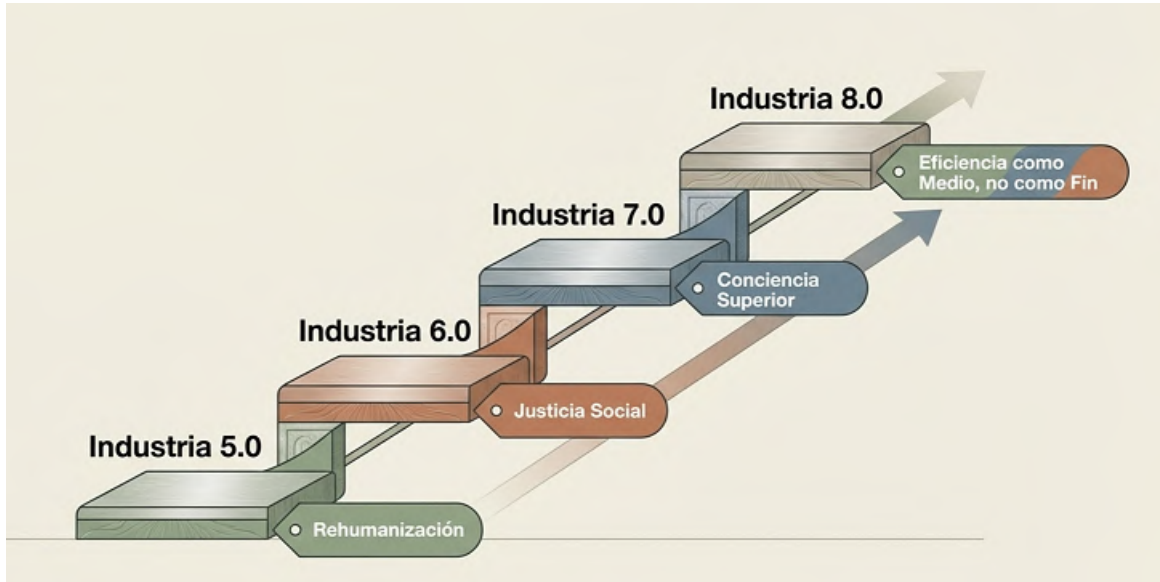 Industria 8.0
Eficiencia como
Medio, no como Fin
Industria 7.0
Conciencia
Superior
Industria 6.0
Justicia Social
Industria 5.0
Rehumanización